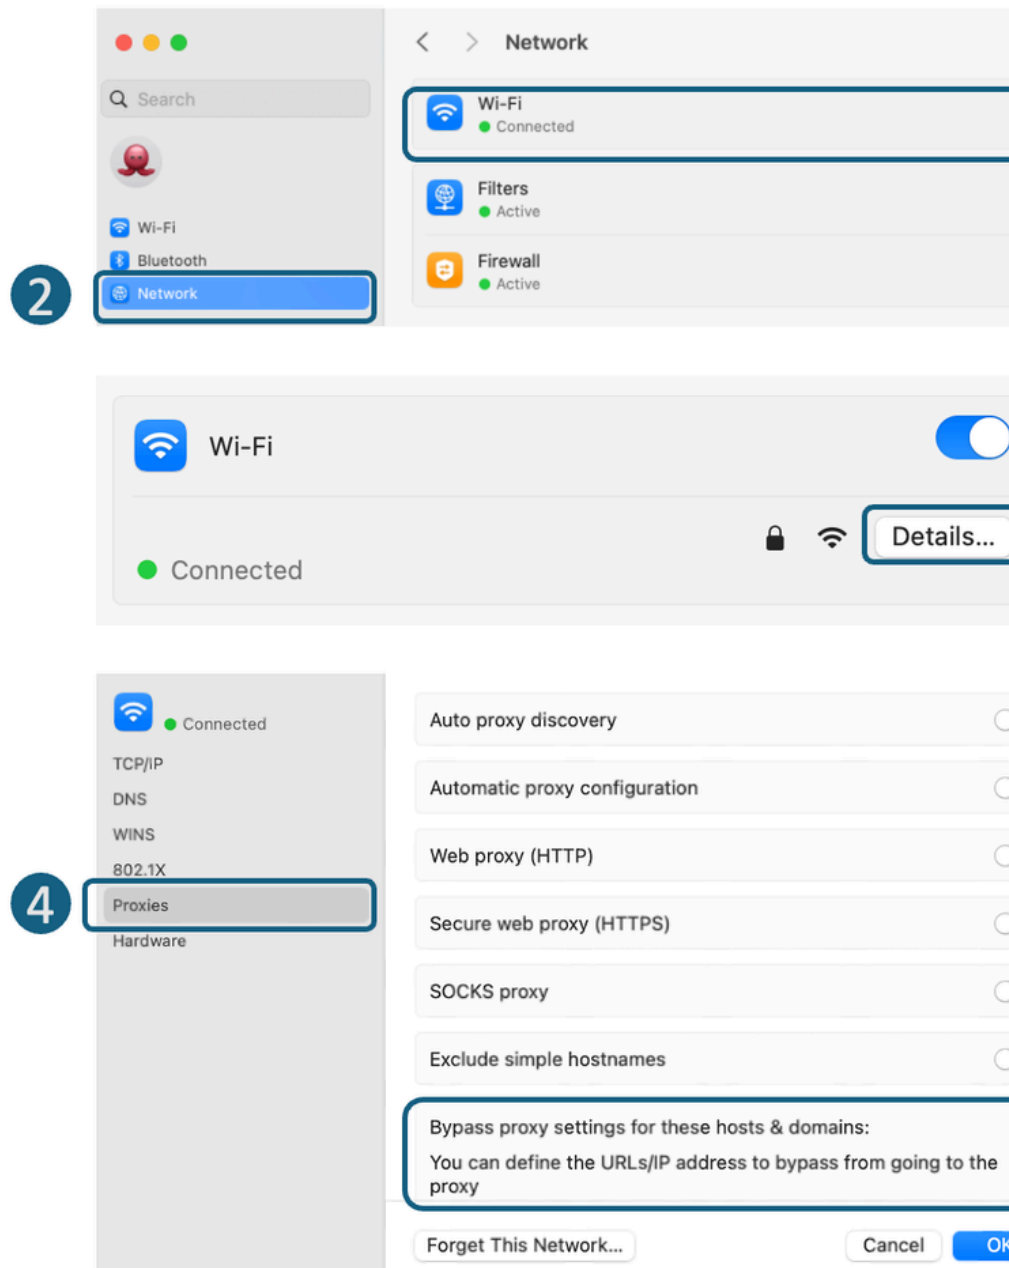 Network
Search
Wi-Fi
Connected
Filters
Active
Wi-Fi
Bluetooth
Firewall
Active
2
Network
Wi-Fi
Details...
Connected
Connected
TCP/IP
DNS
WINS
802.1X
4
Proxies
Hardware
Auto proxy discovery
Automatic proxy configuration
Web proxy (HTTP)
Secure web proxy (HTTPS)
SOCKS proxy
Exclude simple hostnames
Bypass proxy settings for these hosts & domains:
You can define the URLs/IP address to bypass from going to the
proxy
Forget This Network...
Cancel
OK